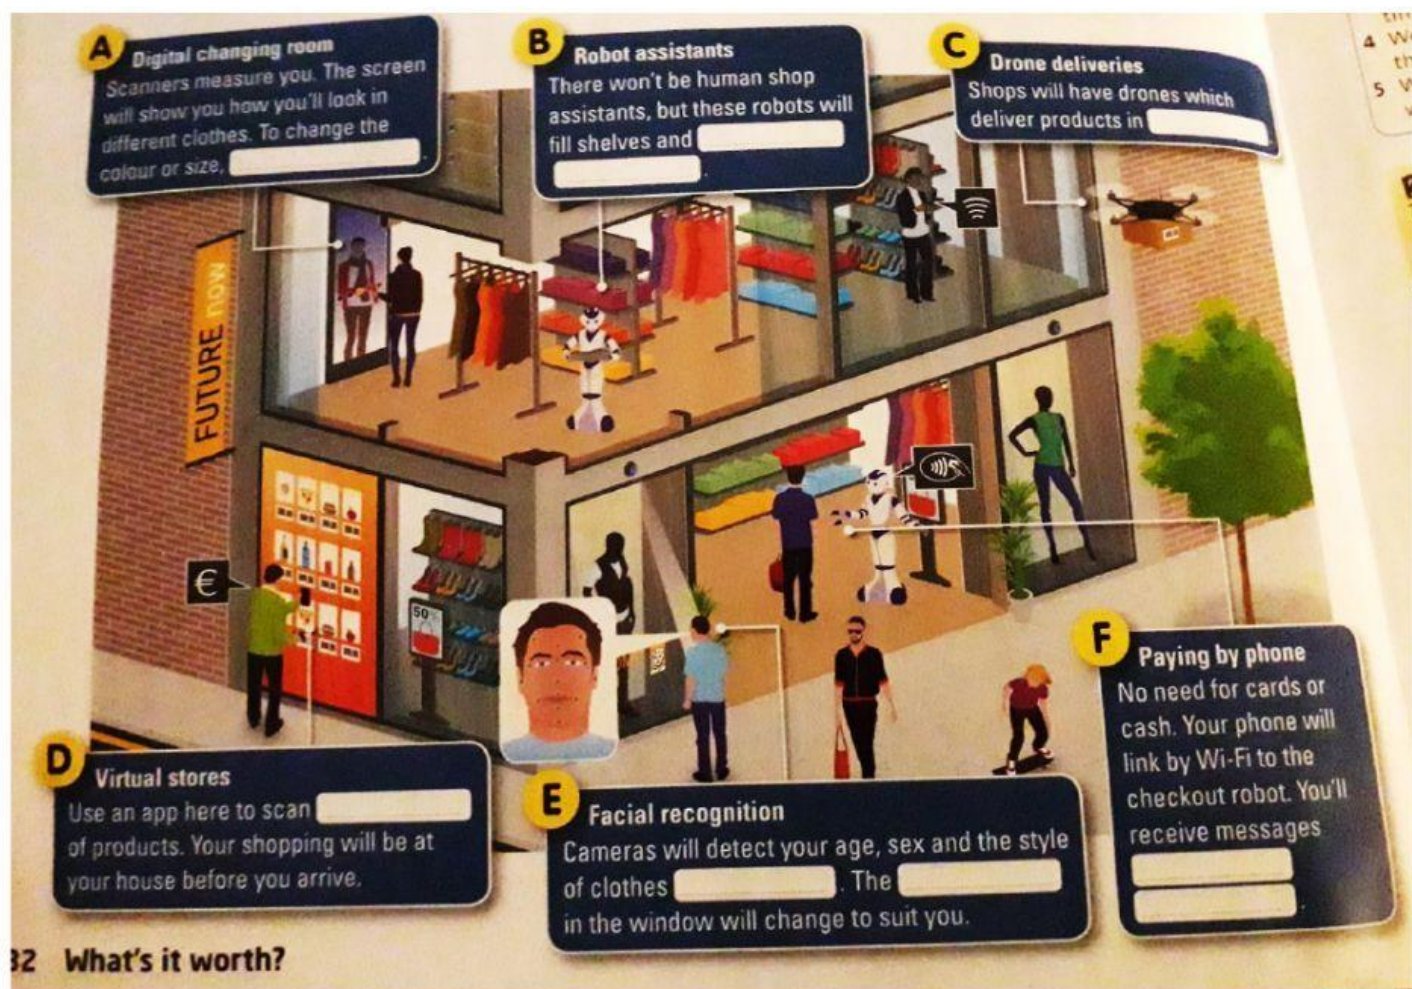 A
Digital changing room
Scanners measure you. The screen
will show you how you'll look in
different clothes. To change the
colour or size, .
B
Robot assistants
There won't be human shop
assistants, but these robots will
fill shelves and
.
C
Drone deliveries
Shops will have drones which
deliver products in .
4 W
th
5 W
FUTURE now
€
50
D
Virtual stores
Use an app here to scan
of products. Your shopping will be at
your house before you arrive.
E
Facial recognition
Cameras will detect your age, sex and the style
of clothes . The
in the window will change to suit you.
F
Paying by phone
No need for cards or
cash. Your phone will
link by Wi-Fi to the
checkout robot. You'll
receive messages
.
32 What's it worth?